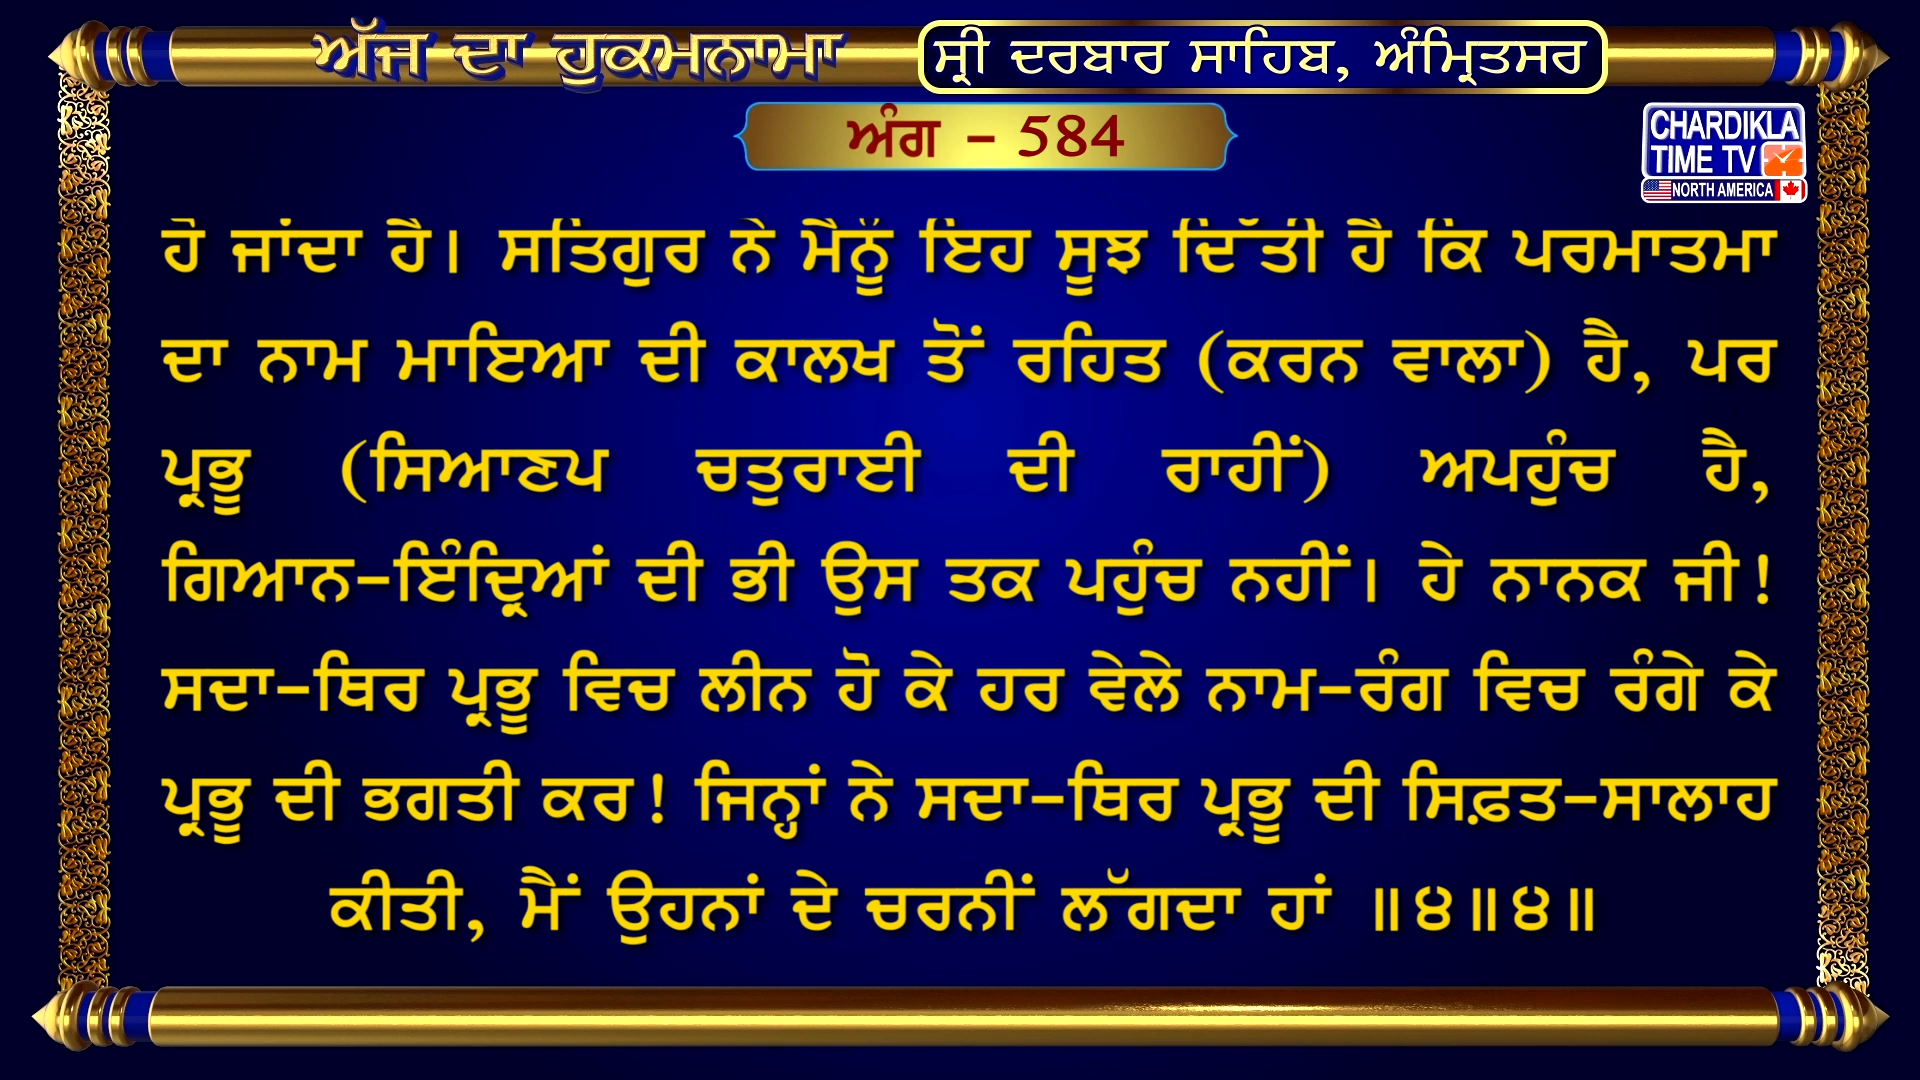 ਅੱਜ ਦਾ ਹੁਕਮਨਾਮਾ
ਸ੍ਰੀ ਦਰਬਾਰ ਸਾਹਿਬ, ਅੰਮ੍ਰਿਤਸਰ
ਅੰਗ - 584
CHARDIKLA
TIME TV
NORTH AMERICA
ਹੋ ਜਾਂਦਾ ਹੈ। ਸਤਿਗੁਰ ਨੇ ਮੈਨੂੰ ਇਹ ਸੂਝ ਦਿੱਤੀ ਹੈ ਕਿ ਪਰਮਾਤਮਾ
ਦਾ ਨਾਮ ਮਾਇਆ ਦੀ ਕਾਲਖ ਤੋਂ ਰਹਿਤ (ਕਰਨ ਵਾਲਾ) ਹੈ, ਪਰ
ਪ੍ਰਭੂ (ਸਿਆਣਪ ਚਤੁਰਾਈ ਦੀ ਰਾਹੀਂ) ਅਪਹੁੰਚ ਹੈ,
ਗਿਆਨ-ਇੰਦ੍ਰਿਆਂ ਦੀ ਭੀ ਉਸ ਤਕ ਪਹੁੰਚ ਨਹੀਂ। ਹੇ ਨਾਨਕ ਜੀ!
ਸਦਾ-ਥਿਰ ਪ੍ਰਭੂ ਵਿਚ ਲੀਨ ਹੋ ਕੇ ਹਰ ਵੇਲੇ ਨਾਮ-ਰੰਗ ਵਿਚ ਰੰਗੇ ਕੇ
ਪ੍ਰਭੂ ਦੀ ਭਗਤੀ ਕਰ! ਜਿਨ੍ਹਾਂ ਨੇ ਸਦਾ-ਥਿਰ ਪ੍ਰਭੂ ਦੀ ਸਿਫ਼ਤ-ਸਾਲਾਹ
ਕੀਤੀ, ਮੈਂ ਉਹਨਾਂ ਦੇ ਚਰਨੀਂ ਲੱਗਦਾ ਹਾਂ ॥੪॥੪॥